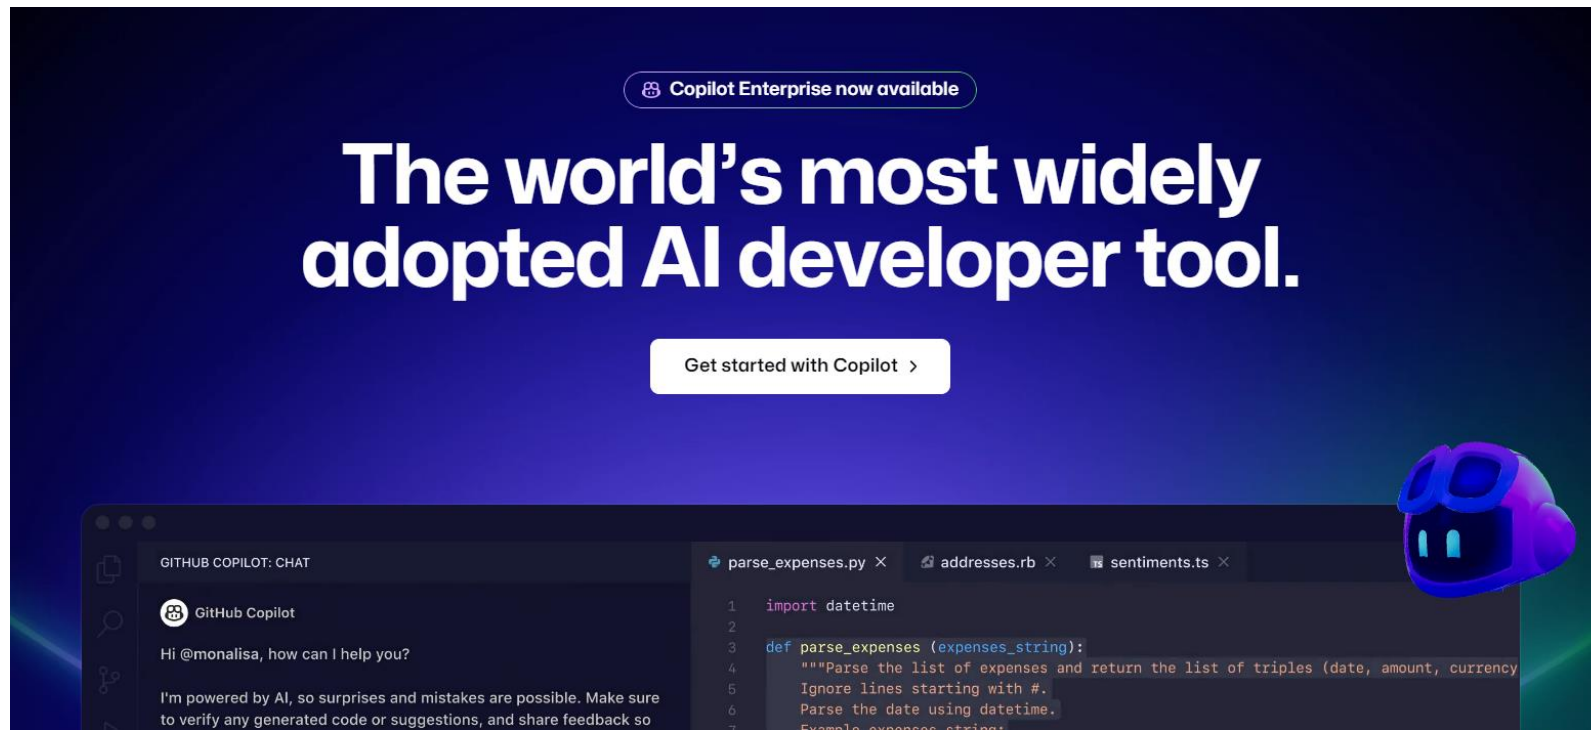 Copilot Enterprise now available
The world’s most widely
adopted AI developer tool.
Get started with Copilot
GITHUB COPILOT: CHAT
GitHub Copilot
Hi @monalisa, how can I help you?
I'm powered by AI, so surprises and mistakes are possible. Make sure
to verify any generated code or suggestions, and share feedback so
parse_expenses.py
addresses.rb
TS sentiments.ts
1 import datetime
2
3 def parse_expenses (expenses_string):
4 """Parse the list of expenses and return the list of triples (date, amount, currency
5 Ignore lines starting with #.
6 Parse the date using datetime.
7 Example expenses_string: